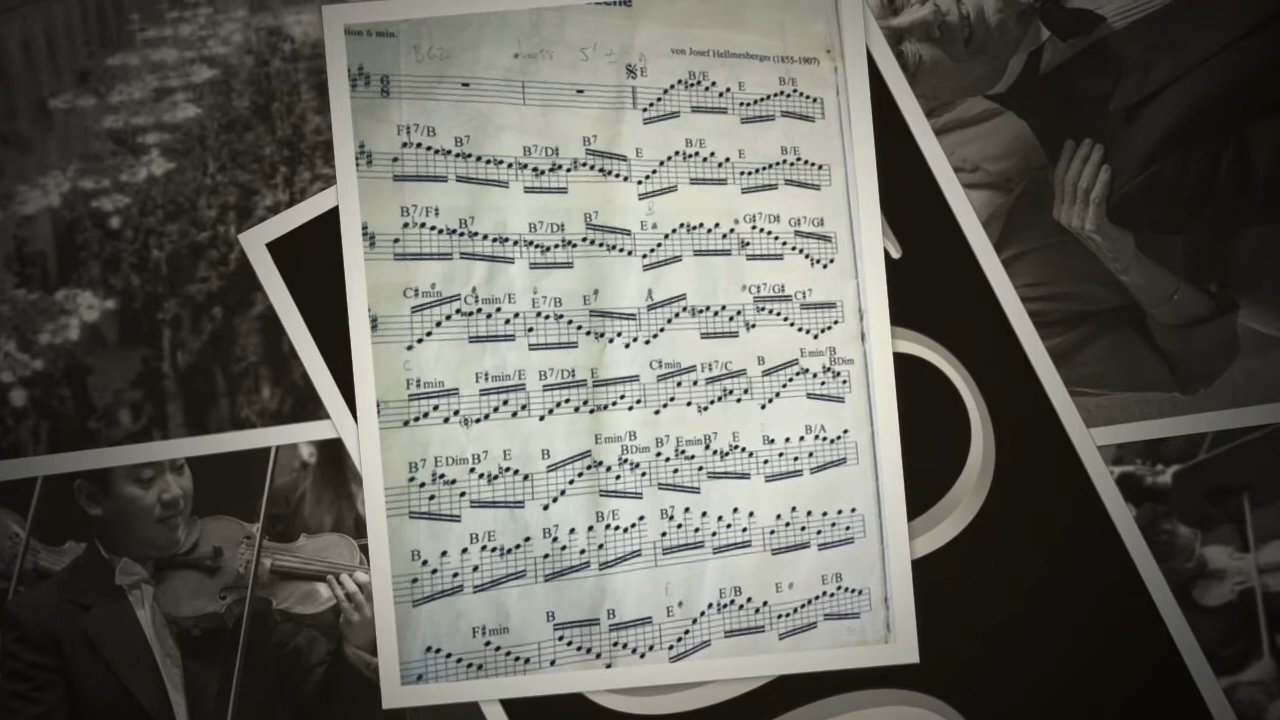 tion 6 min.
von Josef Hellmesberger (1855-1907)
E B/E E B/E
F♯7/B B7 B7/D♯ B7 E B/E E B/E
B7/F♯ B7 B7/D♯ B7 E G♯7/D♯ G♯7/G♯
C♯min C♯min/E E7/B E7 A C♯7/G♯ C♯7
F♯min F♯min/E B7/D♯ E C♯min F♯7/C B Emin/B BDim
B7 EDim B7 E B Emin/B BDim B7 Emin B7 E B B/A
B B/E B7 B/E B7
F♯min B B E E/B E E/B